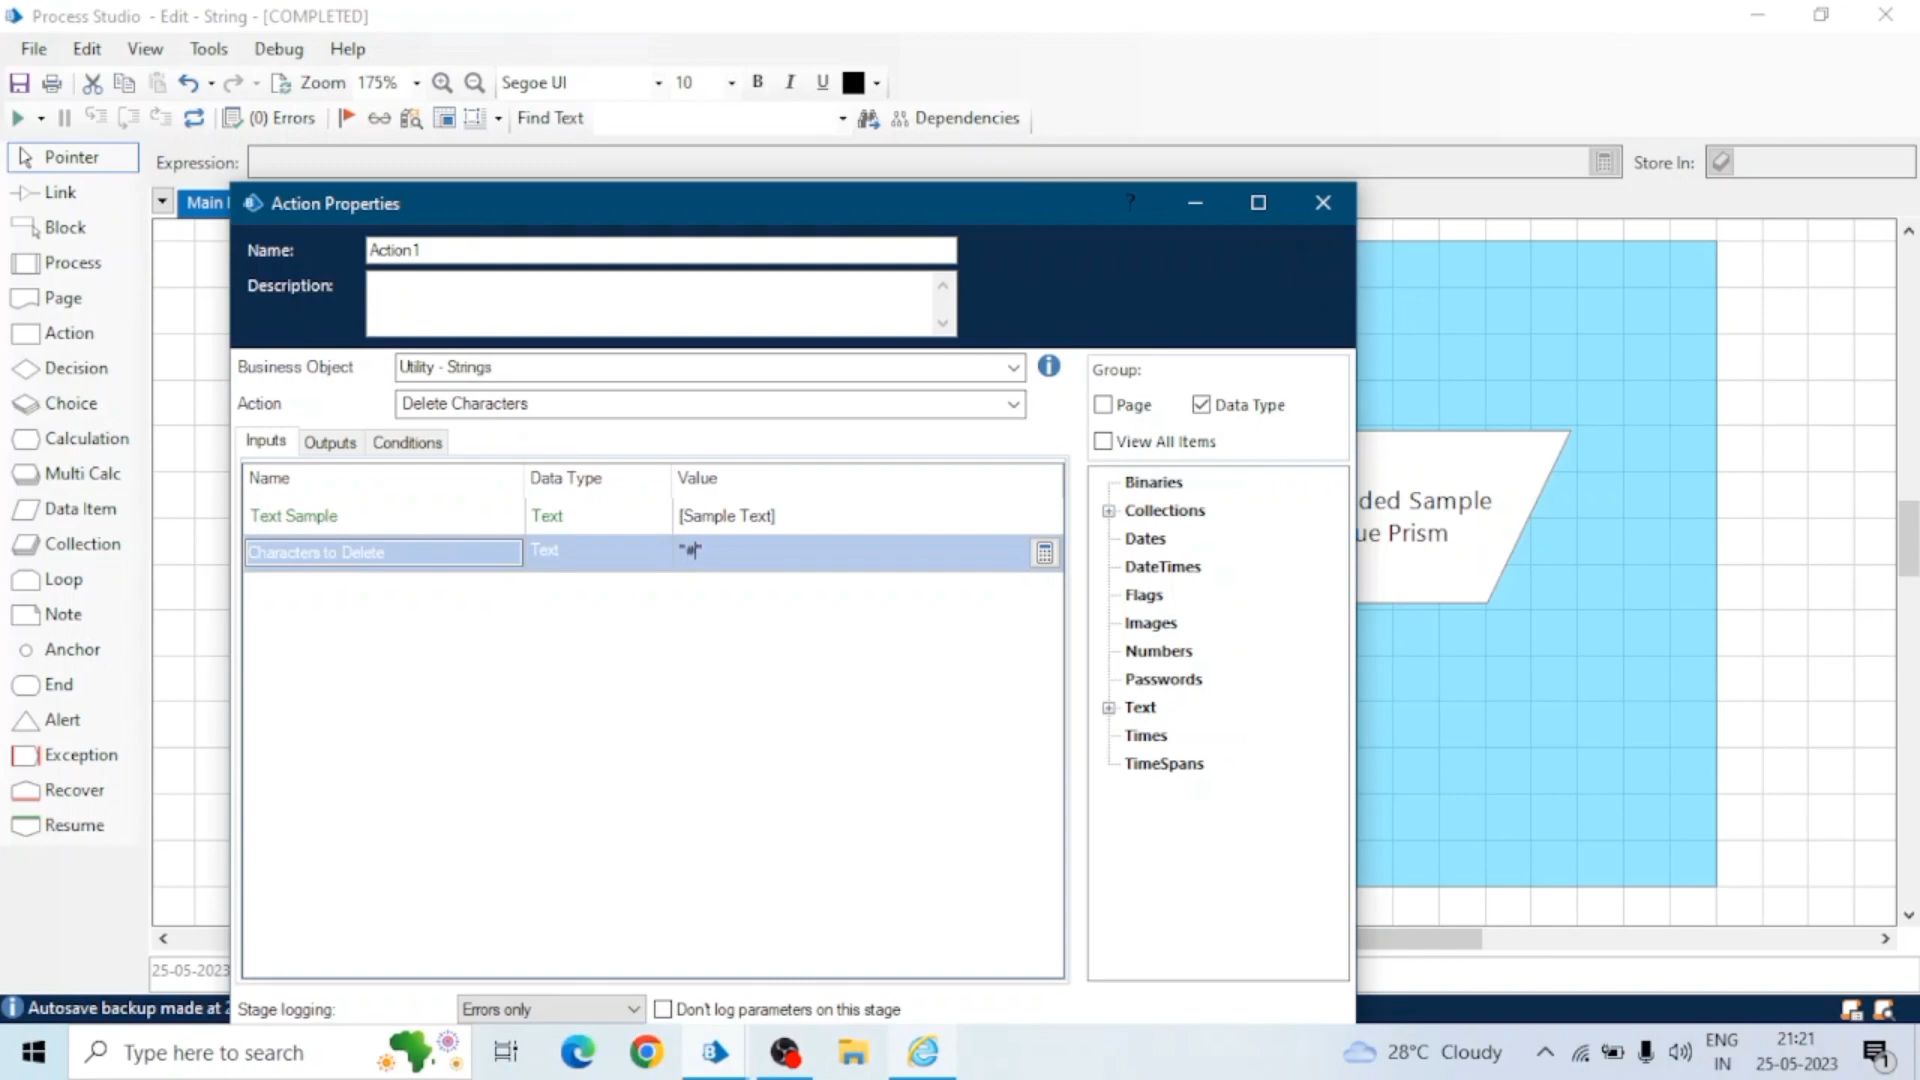 Process Studio - Edit - String - [COMPLETED]
File Edit View Tools Debug Help
Zoom 175% Segoe UI 10 B I U
(0) Errors Find Text Dependencies
Pointer
Expression: Store In:
Link
Main
Block
Process
Page
Action
Decision
Choice
Calculation
Multi Calc
Data Item
Collection
Loop
Note
Anchor
End
Alert
Exception
Recover
Resume
Action Properties ?
Name: Action1
Description:
Business Object Utility - Strings
Action Delete Characters
Group:
Page Data Type
View All Items
Inputs Outputs Conditions
Name Data Type Value
Text Sample Text [Sample Text]
Characters to Delete Text "#"
Binaries
Collections
Dates
DateTimes
Flags
Images
Numbers
Passwords
Text
Times
TimeSpans
ded Sample
ue Prism
25-05-2023
Autosave backup made at 2
Stage logging: Errors only Don't log parameters on this stage
Type here to search
28°C Cloudy
ENG
IN
21:21
25-05-2023
1